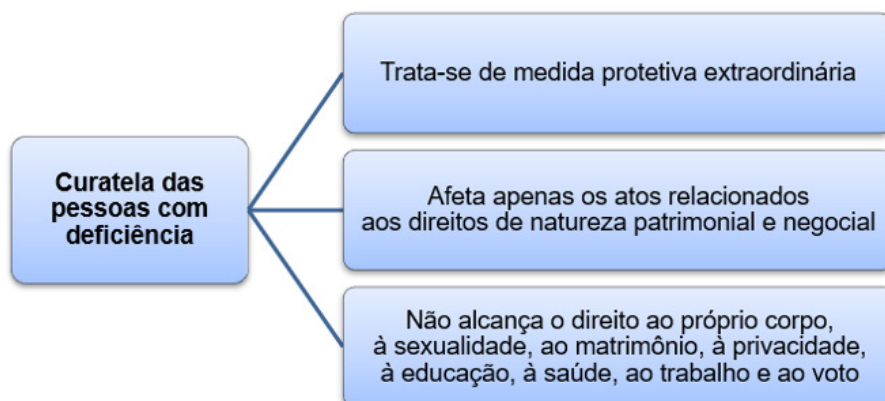 Curatela das
pessoas com
deficiência
Trata-se de medida protetiva extraordinária
Afeta apenas os atos relacionados
aos direitos de natureza patrimonial e negocial
Não alcança o direito ao próprio corpo,
à sexualidade, ao matrimônio, à privacidade,
à educação, à saúde, ao trabalho e ao voto